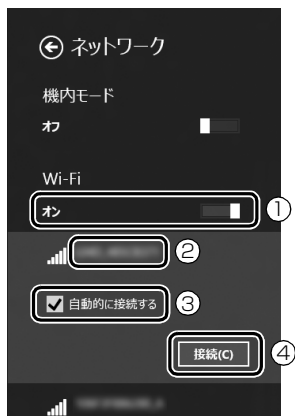 ネットワーク
機内モード
オフ
Wi-Fi
オン
①
②
自動的に接続する
③
接続(C)
④